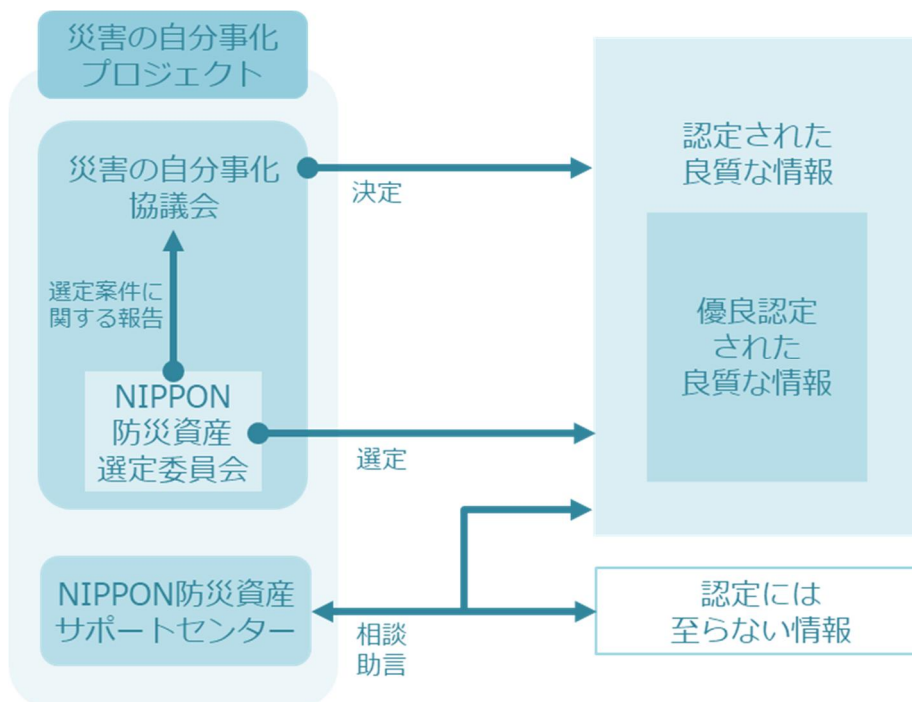 災害の自分事化
プロジェクト
災害の自分事化
協議会
選定案件に
関する報告
NIPPON
防災資産
選定委員会
NIPPON防災資産
サポートセンター
決定
選定
相談
助言
認定された
良質な情報
優良認定
された
良質な情報
認定には
至らない情報